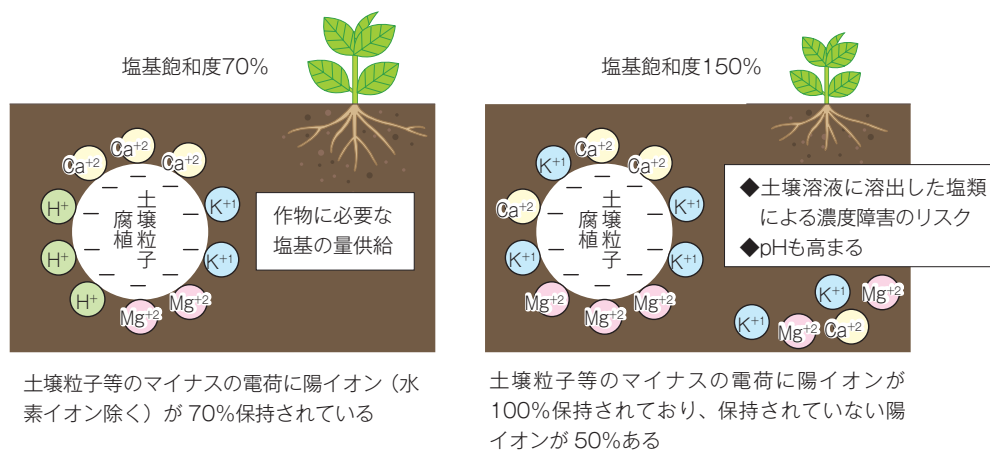 塩基飽和度70%
Ca+2
Ca+2
Ca+2
H+
H+
H+
K+1
K+1
Mg+2
Mg+2
土壌粒子
腐植
作物に必要な
塩基の量供給
土壌粒子等のマイナスの電荷に陽イオン（水
素イオン除く）が 70%保持されている
塩基飽和度150%
K+1
Ca+2
Ca+2
Ca+2
K+1
K+1
K+1
Mg+2
Mg+2
Mg+2
土壌粒子
腐植
◆土壌溶液に溶出した塩類
による濃度障害のリスク
◆pHも高まる
K+1
Mg+2
K+1
Mg+2
Ca+2
土壌粒子等のマイナスの電荷に陽イオンが
100%保持されており、保持されていない陽
イオンが 50%ある